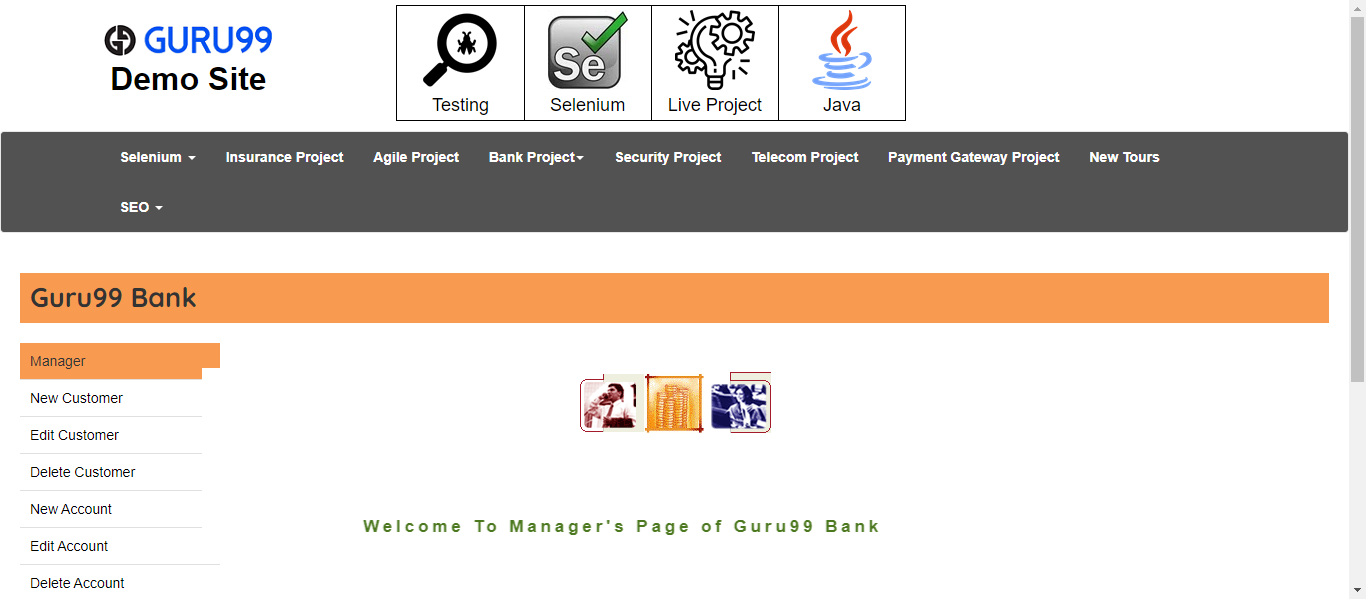 GURU99
Demo Site
Testing
Se
Selenium
Live Project
Java
Selenium Insurance Project Agile Project Bank Project Security Project Telecom Project Payment Gateway Project New Tours
SEO
Guru99 Bank
Manager
New Customer
Edit Customer
Delete Customer
New Account
Edit Account
Delete Account
Welcome To Manager's Page of Guru99 Bank